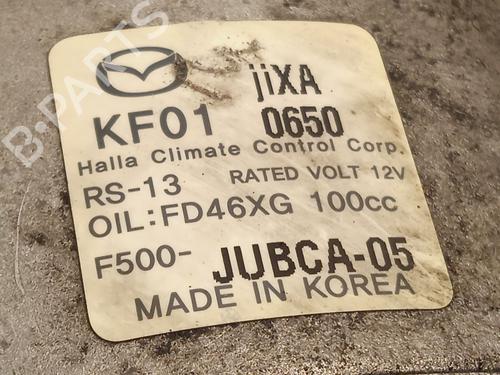 jiXA
KF01 0650
Halla Climate Control Corp.
RS-13 RATED VOLT 12V
OIL:FD46XG 100cc
F500- JUBCA-05
MADE IN KOREA
B-PARTS